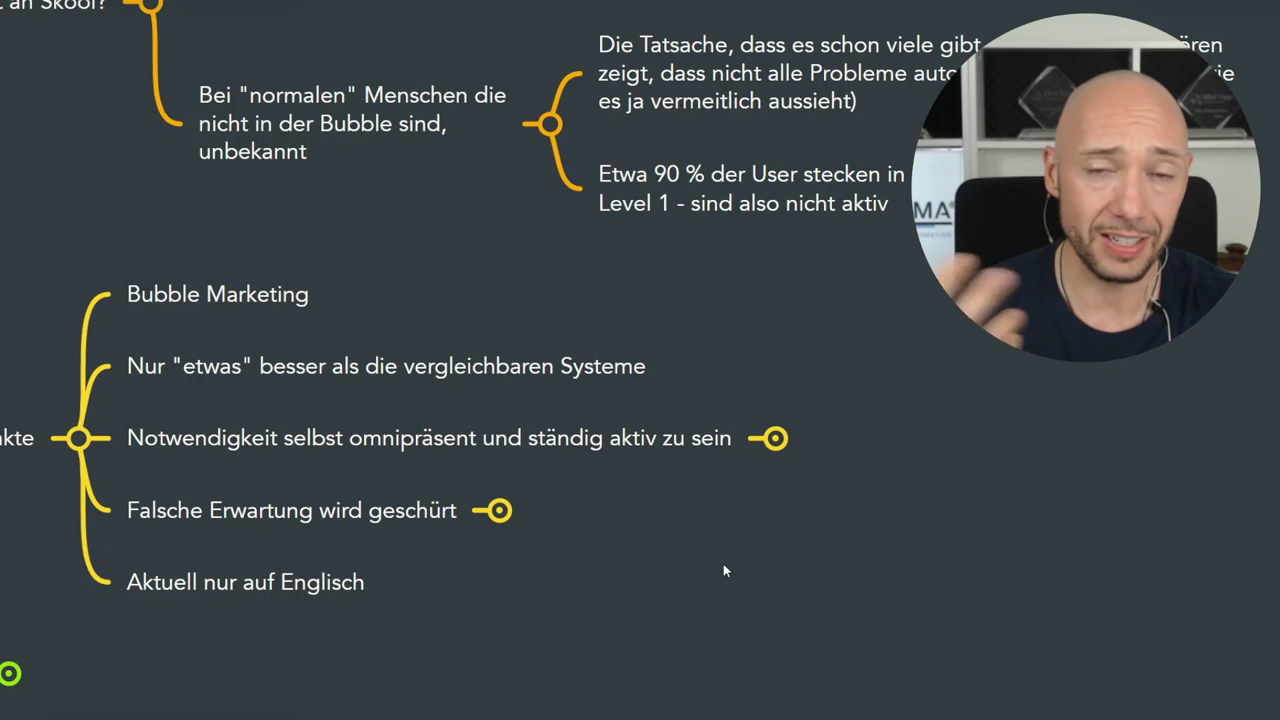 an Skool?
Die Tatsache, dass es schon viele gibt
zeigt, dass nicht alle Probleme
es ja vermeitlich aussieht)
Bei "normalen" Menschen die
nicht in der Bubble sind,
unbekannt
Etwa 90 % der User stecken in
Level 1 - sind also nicht aktiv
Bubble Marketing
Nur "etwas" besser als die vergleichbaren Systeme
Notwendigkeit selbst omnipräsent und ständig aktiv zu sein
Falsche Erwartung wird geschürt
Aktuell nur auf Englisch